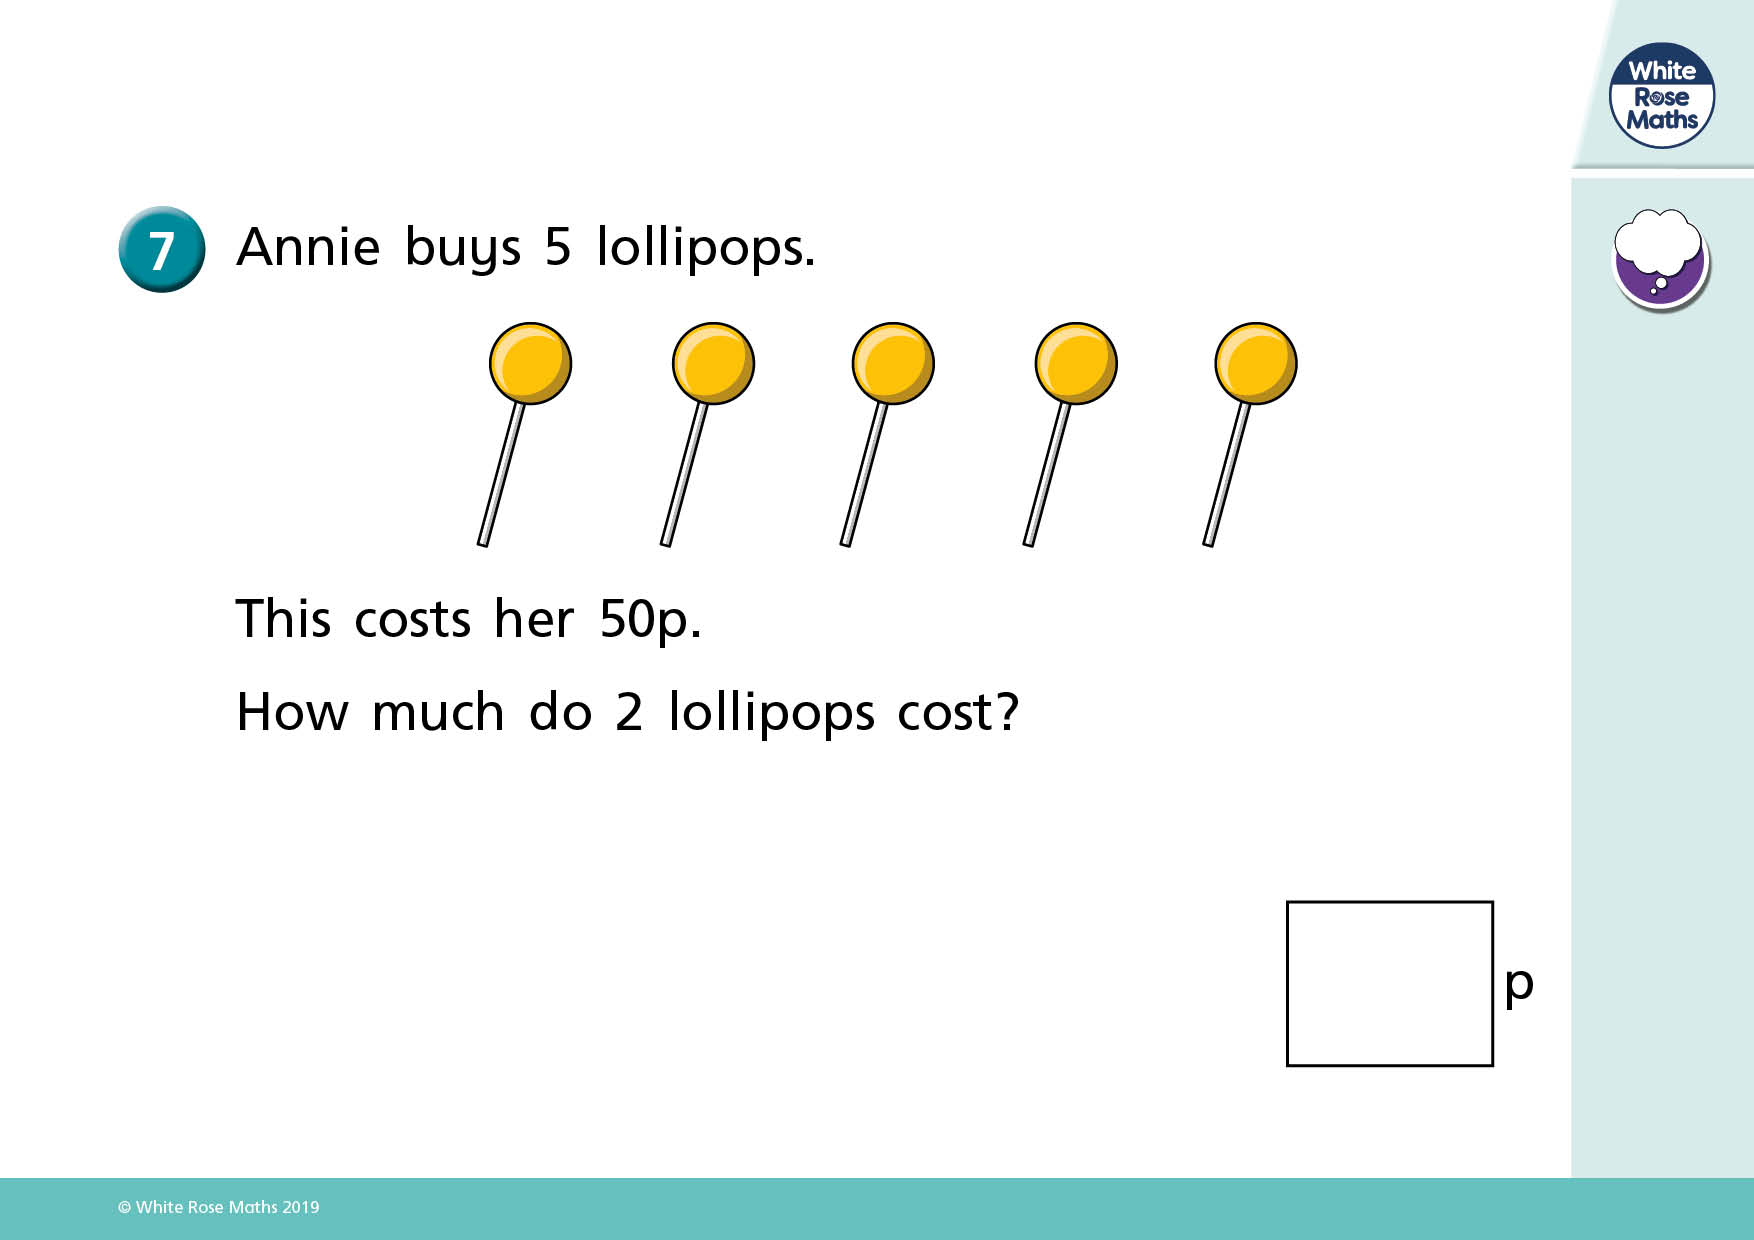 White
Rose
Maths
7 Annie buys 5 lollipops.
This costs her 50p.
How much do 2 lollipops cost?
p
© White Rose Maths 2019